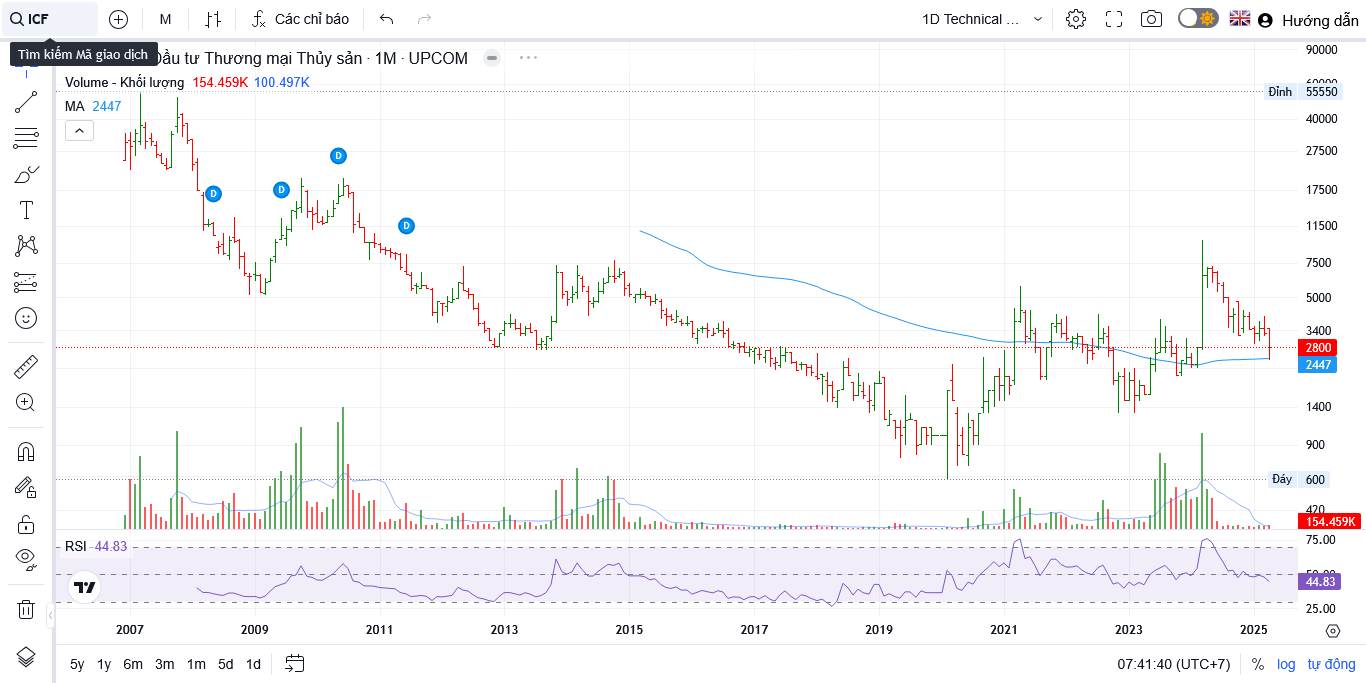 ICF
M
Các chỉ báo
1D Technical ...
Hướng dẫn
Tìm kiếm Mã giao dịch
Đầu tư Thương mại Thủy sản · 1M · UPCOM
Volume - Khối lượng 154.459K 100.497K
MA 2447
90000
60000
Đỉnh 55550
40000
27500
17500
11500
7500
5000
3400
2800
2447
1400
900
Đáy 600
420
154.459K
D
D
D
D
RSI 44.83
75.00
50.00
44.83
25.00
2007 2009 2011 2013 2015 2017 2019 2021 2023 2025
5y 1y 6m 3m 1m 5d 1d
07:41:40 (UTC+7) % log tự động